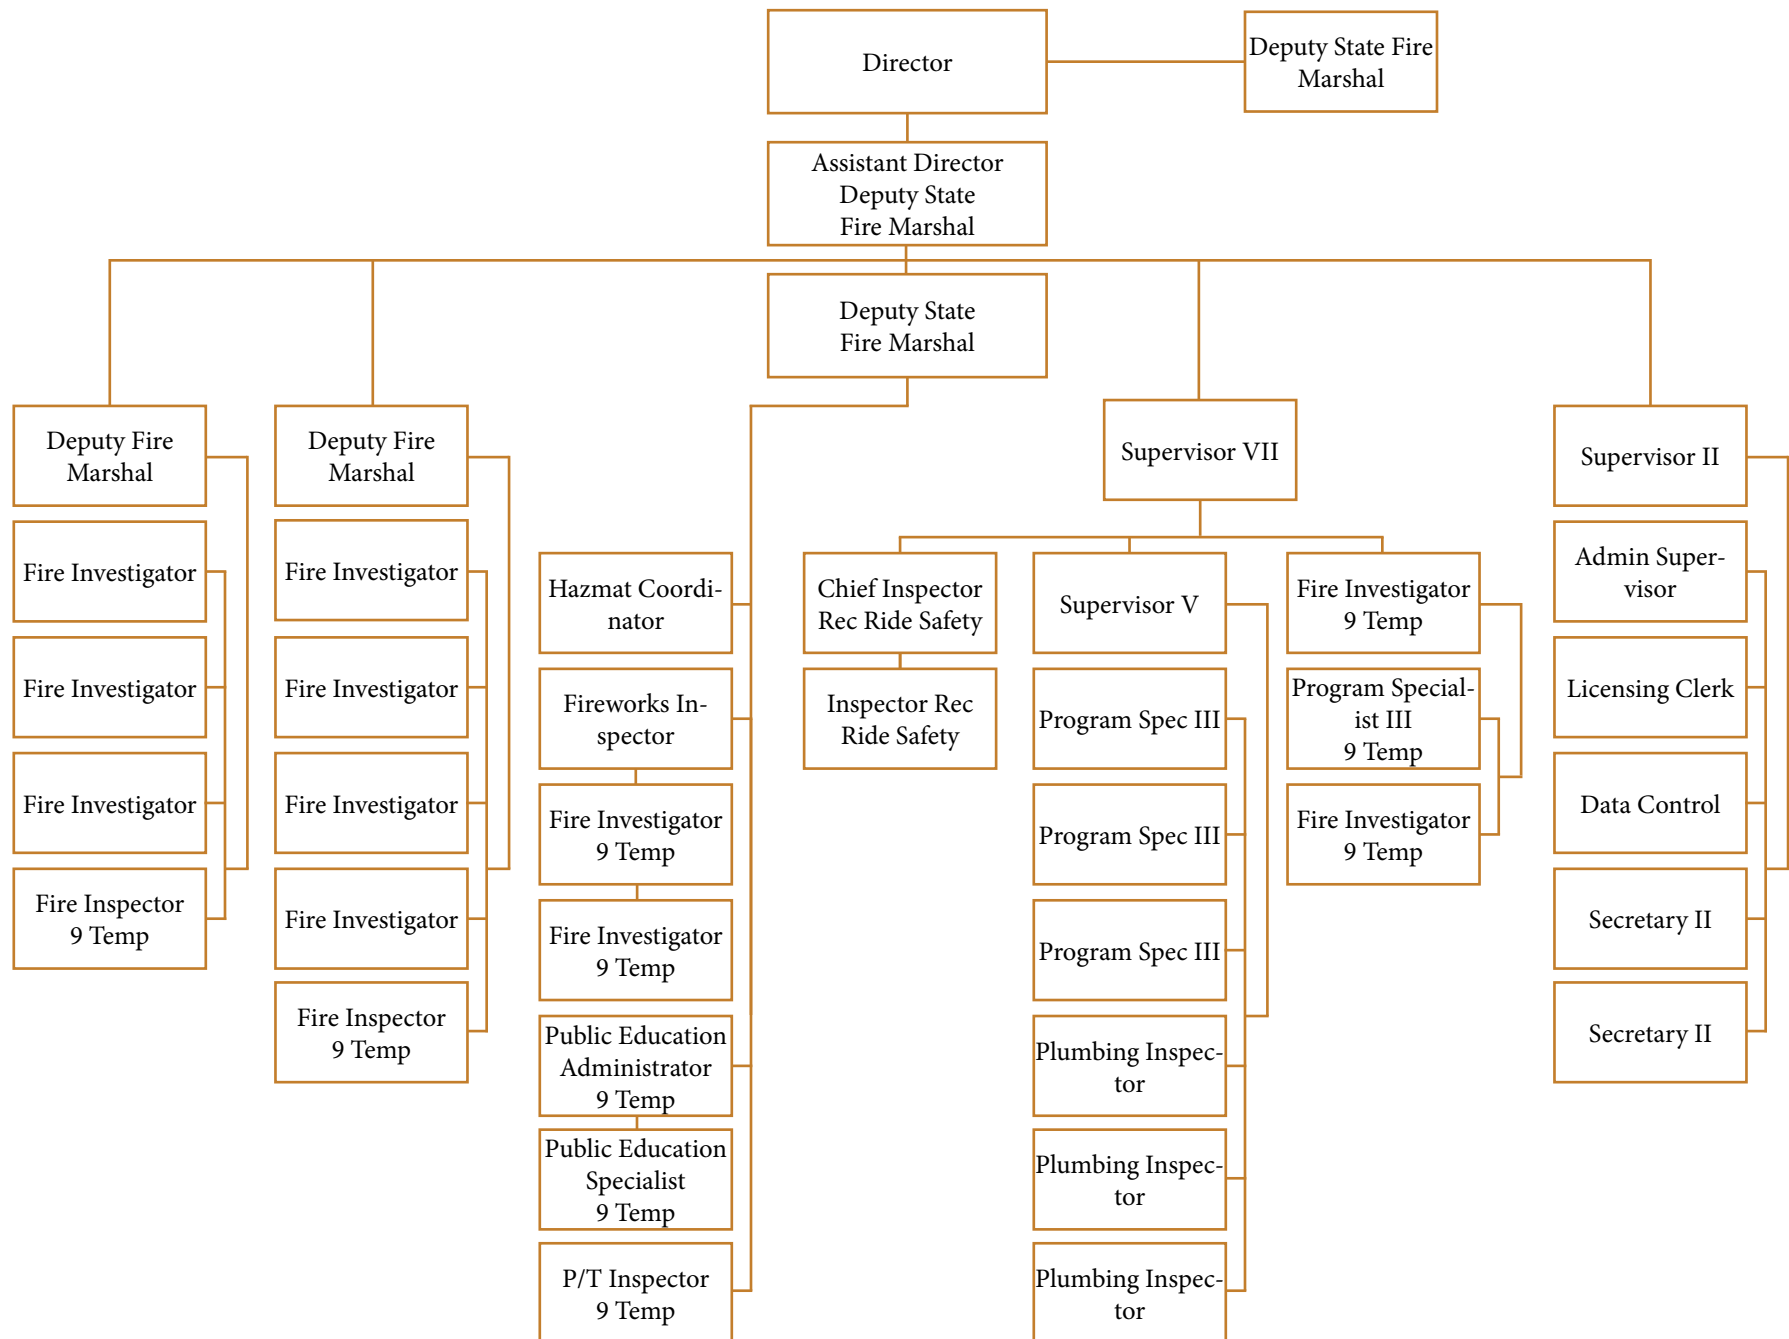 Director
Deputy State Fire
Marshal
Assistant Director
Deputy State
Fire Marshal
Deputy State
Fire Marshal
Deputy Fire
Marshal
Fire Investigator
Fire Investigator
Fire Investigator
Fire Inspector
9 Temp
Deputy Fire
Marshal
Fire Investigator
Fire Investigator
Fire Investigator
Fire Investigator
Fire Inspector
9 Temp
Hazmat Coordi-
nator
Fireworks In-
spector
Fire Investigator
9 Temp
Fire Investigator
9 Temp
Public Education
Administrator
9 Temp
Public Education
Specialist
9 Temp
P/T Inspector
9 Temp
Supervisor VII
Chief Inspector
Rec Ride Safety
Inspector Rec
Ride Safety
Supervisor V
Program Spec III
Program Spec III
Program Spec III
Plumbing Inspec-
tor
Plumbing Inspec-
tor
Plumbing Inspec-
tor
Fire Investigator
9 Temp
Program Special-
ist III
9 Temp
Fire Investigator
9 Temp
Supervisor II
Admin Super-
visor
Licensing Clerk
Data Control
Secretary II
Secretary II